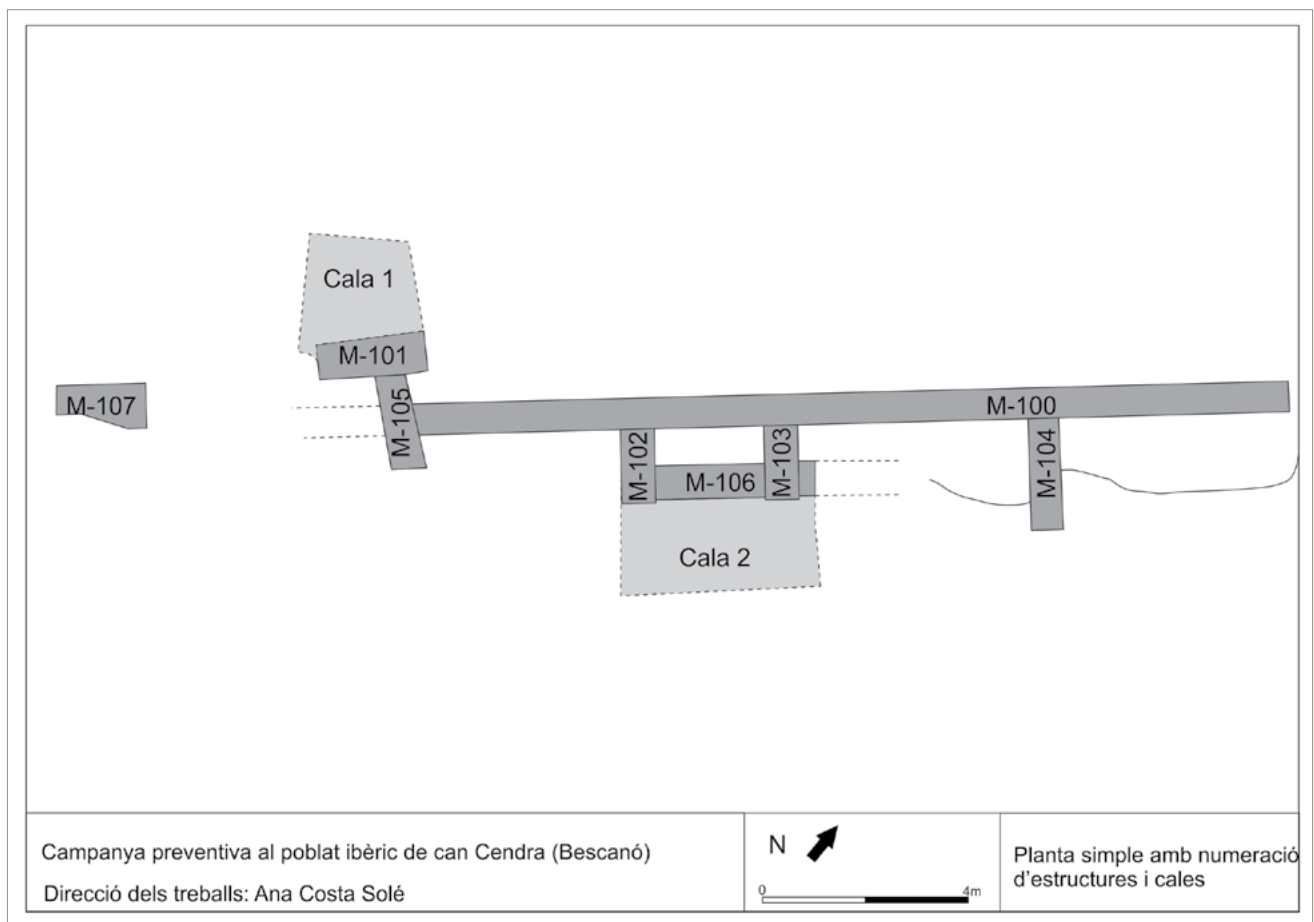 Cala 1
M-101
M-107
M-105
M-100
M-102
M-103
M-104
M-106
Cala 2
Campanya preventiva al poblat ibèric de can Cendra (Bescanó)
Direcció dels treballs: Ana Costa Solé
N
0 4m
Planta simple amb numeració
d'estructures i cales